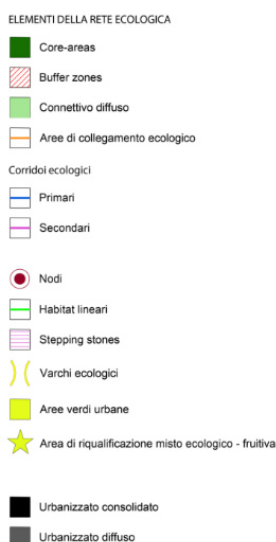 ELEMENTI DELLA RETE ECOLOGICA
Core-areas
Buffer zones
Connettivo diffuso
Aree di collegamento ecologico
Corridoi ecologici
Primari
Secondari
Nodi
Habitat lineari
Stepping stones
Varchi ecologici
Aree verdi urbane
Area di riqualificazione misto ecologico - fruitiva
Urbanizzato consolidato
Urbanizzato diffuso